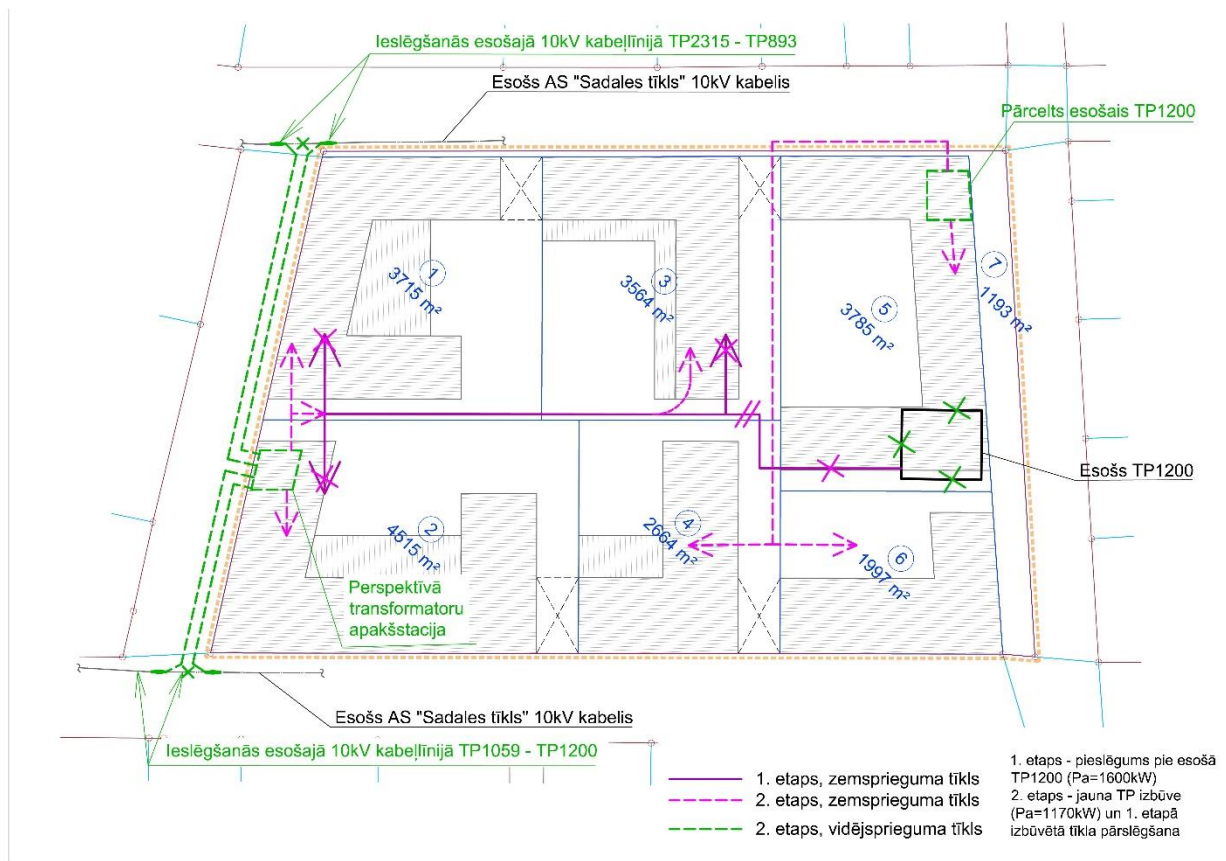 Ieslēgšanās esošajā 10kV kabeļlīnijā TP2315 - TP893
Esošs AS "Sadales tīkls" 10kV kabelis
Pārcelts esošais TP1200
1
3715 m²
3
3564 m²
5
3785 m²
7
1193 m²
Esošs TP1200
2
4515 m²
4
2664 m²
6
1997 m²
Perspektīvā
transformatoru
apakšstacija
Esošs AS "Sadales tīkls" 10kV kabelis
Ieslēgšanās esošajā 10kV kabeļlīnijā TP1059 - TP1200
1. etaps, zemsprieguma tīkls
2. etaps, zemsprieguma tīkls
2. etaps, vidējsprieguma tīkls
1. etaps - pieslēgums pie esošā
TP1200 (Pa=1600kW)
2. etaps - jauna TP izbūve
(Pa=1170kW) un 1. etapā
izbūvētā tīkla pārslēgšana